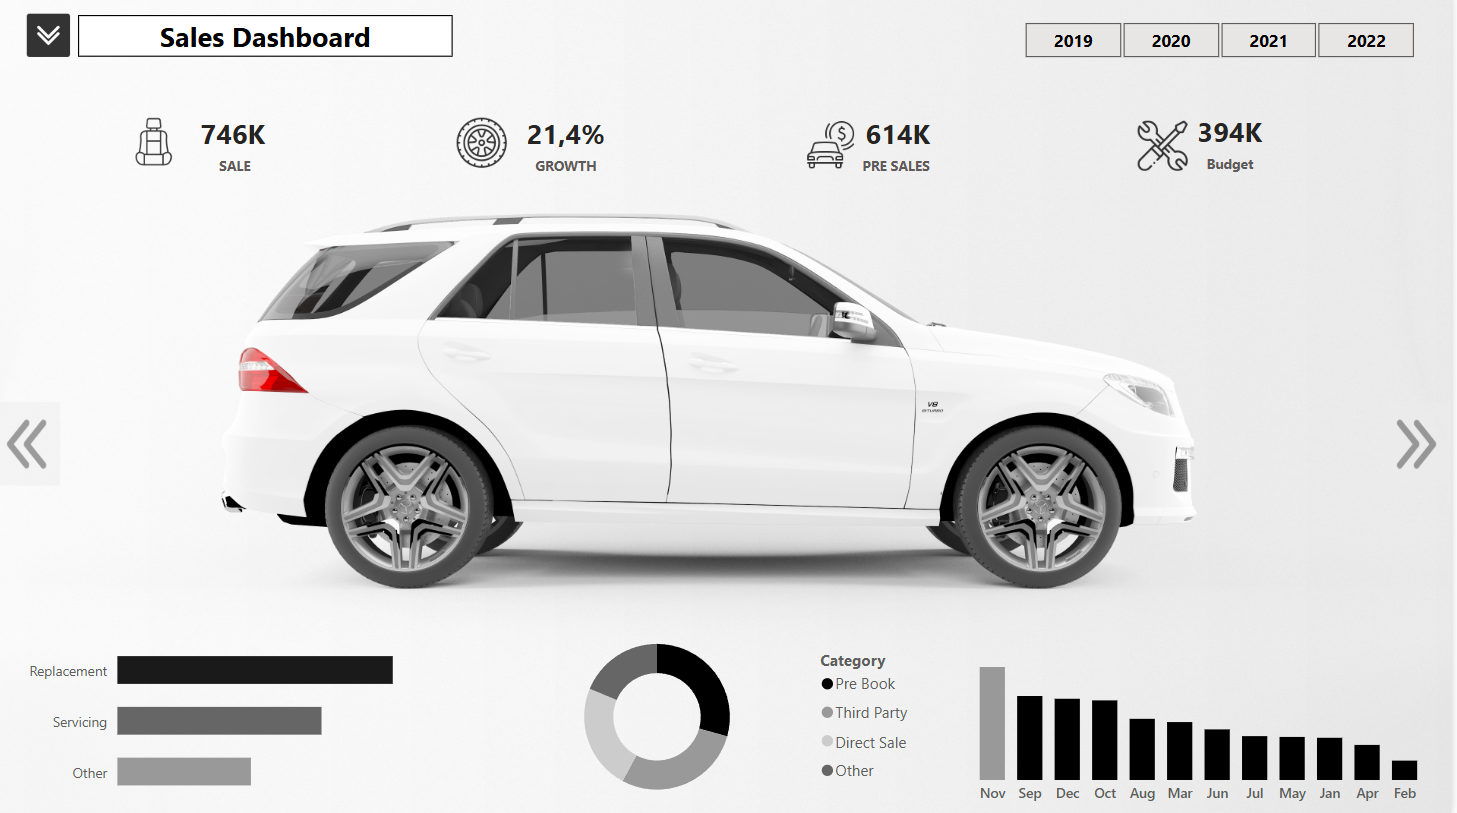 Sales Dashboard
2019 2020 2021 2022
746K
SALE
21,4%
GROWTH
614K
PRE SALES
394K
Budget
V8
BITURBO
Replacement
Servicing
Other
Category
Pre Book
Third Party
Direct Sale
Other
Nov Sep Dec Oct Aug Mar Jun Jul May Jan Apr Feb